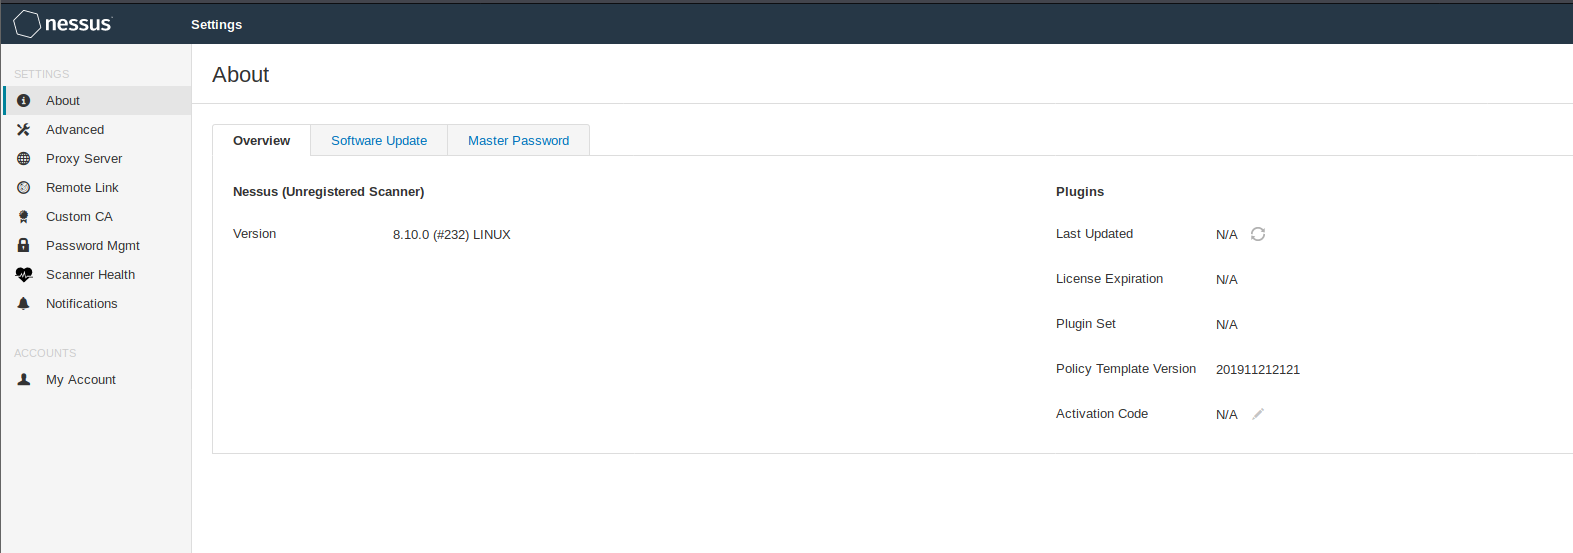 nessus
Settings
SETTINGS
About
Advanced
Proxy Server
Remote Link
Custom CA
Password Mgmt
Scanner Health
Notifications
ACCOUNTS
My Account
About
Overview
Software Update
Master Password
Nessus (Unregistered Scanner)
Version 8.10.0 (#232) LINUX
Plugins
Last Updated N/A
License Expiration N/A
Plugin Set N/A
Policy Template Version 201911212121
Activation Code N/A